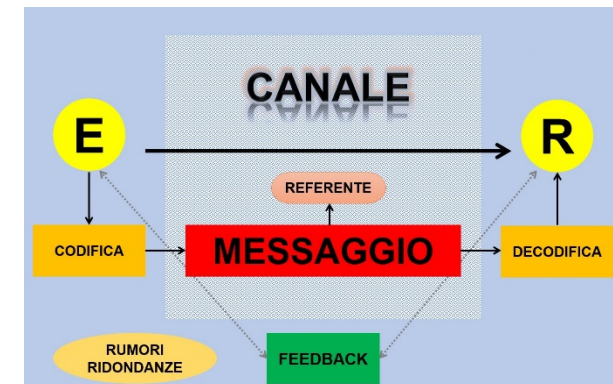 CANALE
E
R
REFERENTE
CODIFICA
MESSAGGIO
DECODIFICA
RUMORI
RIDONDANZE
FEEDBACK